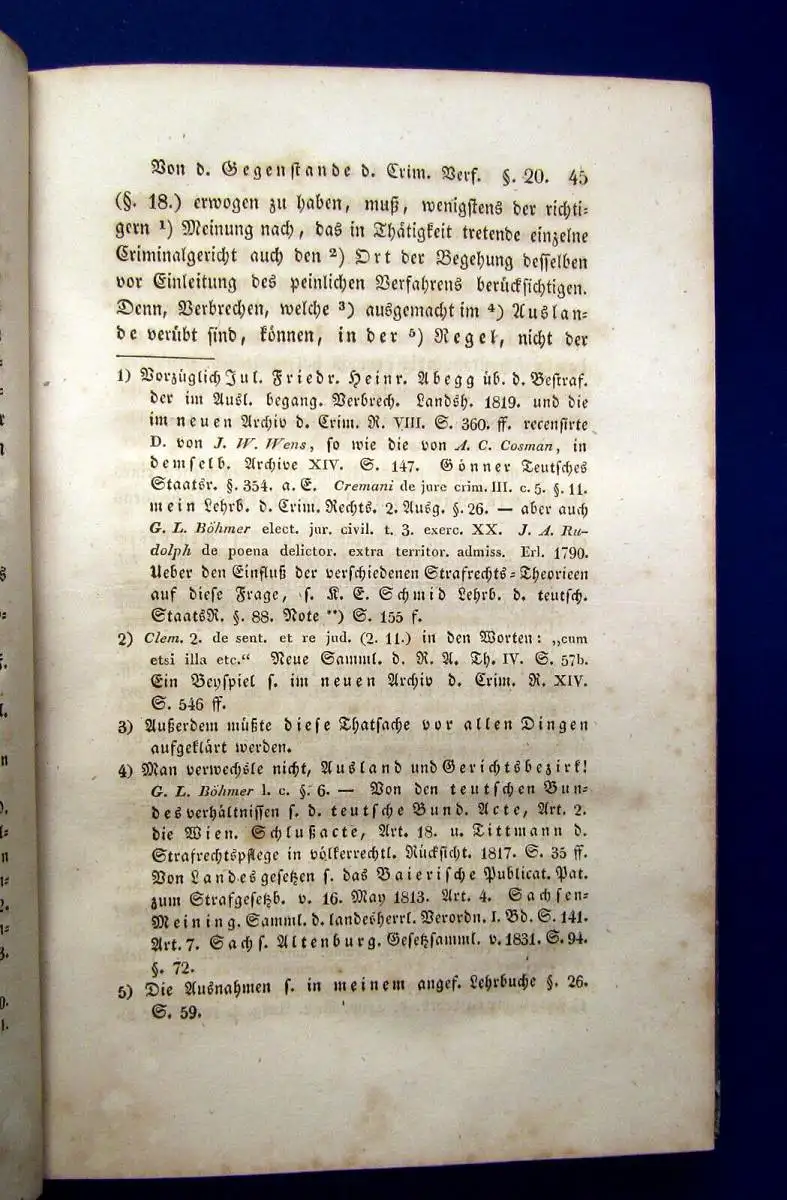 Von d. Gegenstande d. Crim. Verf. §. 20. 45
(§. 18.) erwogen zu haben, muß, wenigstens der richti=
gern ¹) Meinung nach, das in Thätigkeit tretende einzelne
Criminalgericht auch den ²) Ort der Begehung desselben
vor Einleitung des peinlichen Verfahrens berücksichtigen.
Denn, Verbrechen, welche ³) ausgemacht im ⁴) Auslan=
de verübt sind, können, in der ⁵) Regel, nicht der
1) Vorzüglich Jul. Friedr. Heinr. Abegg üb. d. Bestraf.
der im Ausl. begang. Verbrech. Landsh. 1819. und die
im neuen Archiv d. Crim. R. VIII. S. 360. ff. recensirte
D. von J. W. Wens, so wie die von A. C. Cosman, in
demselb. Archive XIV. S. 147. Gönner Teutsches
Staatsr. §. 354. a. E. Cremani de jure crim. III. c. 5. §. 11.
mein Lehrb. d. Crim. Rechts. 2. Ausg. §. 26. — aber auch
G. L. Böhmer elect. jur. civil. t. 3. exerc. XX. J. A. Ru-
dolph de poena delictor. extra territor. admiss. Erl. 1790.
Ueber den Einfluß der verschiedenen Strafrechts=Theorieen
auf diese Frage, s. K. E. Schmid Lehrb. d. teutsch.
StaatsR. §. 88. Note **) S. 155 f.
2) Clem. 2. de sent. et re jud. (2. 11.) in den Worten: „cum
etsi illa etc.“ Neue Samml. d. R. A. Th. IV. S. 57b.
Ein Beyspiel s. im neuen Archiv d. Crim. R. XIV.
S. 546 ff.
3) Außerdem müßte diese Thatsache vor allen Dingen
aufgeklärt werden.
4) Man verwechsle nicht, Ausland und Gerichtsbezirk!
G. L. Böhmer l. c. §. 6. — Von den teutschen Bun=
desverhältnissen s. d. teutsche Bund. Acte, Art. 2.
die Wien. Schlußacte, Art. 18. u. Tittmann d.
Strafrechtspflege in völkerrechtl. Rücksicht. 1817. S. 35 ff.
Von Landesgesetzen s. das Baierische Publicat. Pat.
zum Strafgesetzb. v. 16. May 1813. Art. 4. Sachsen=
Meining. Samml. d. landesherrl. Verordn. I. Bd. S. 141.
Art. 7. Sachs. Altenburg. Gesetzsamml. v. 1831. S. 94.
§. 72.
5) Die Ausnahmen s. in meinem angef. Lehrbuche §. 26.
S. 59.